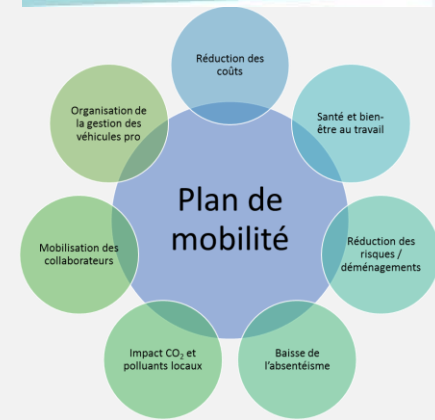 Réduction des
coûts
Santé et bien-
être au travail
Réduction des
risques /
déménagements
Baisse de
l'absentéisme
Impact CO₂ et
polluants locaux
Mobilisation des
collaborateurs
Organisation de
la gestion des
véhicules pro
Plan de
mobilité